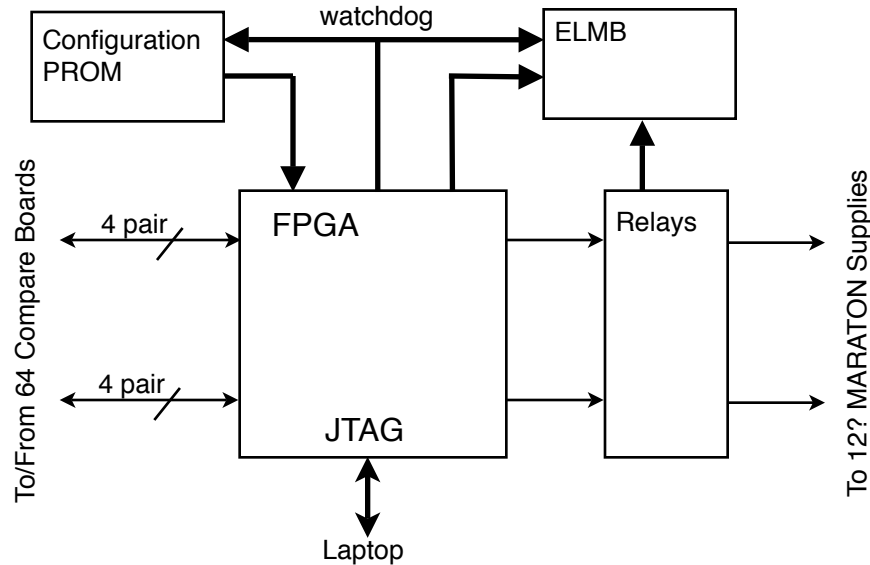 watchdog
Configuration
PROM
ELMB
To/From 64 Compare Boards
4 pair
FPGA
Relays
To 12? MARATON Supplies
4 pair
JTAG
Laptop